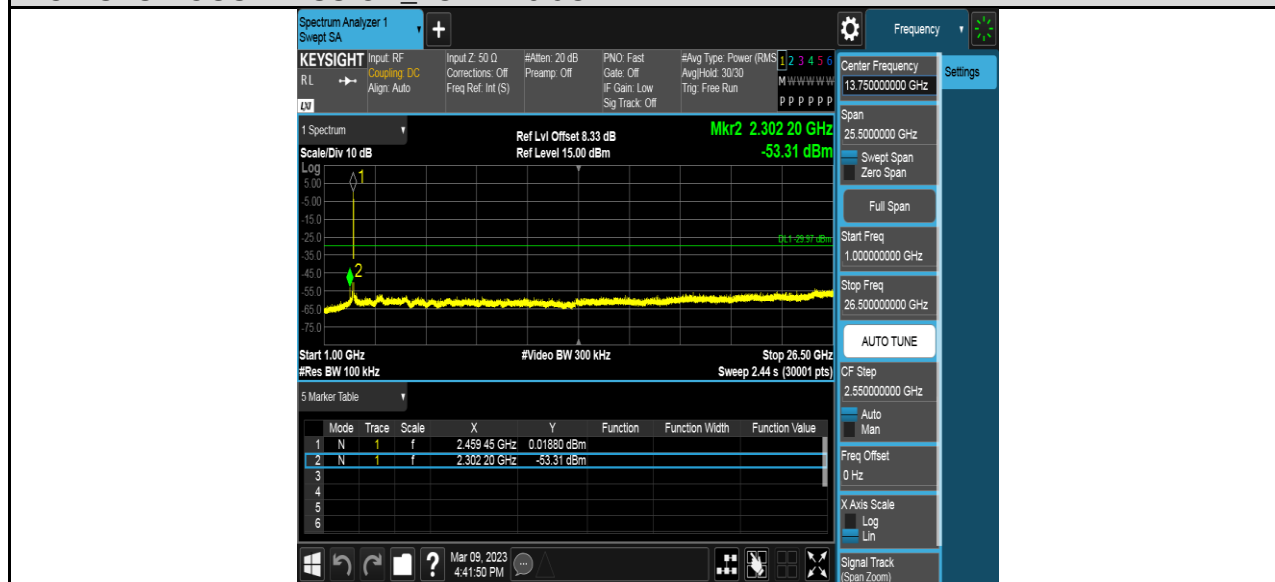 Spectrum Analyzer 1
Swept SA
Frequency
KEYSIGHT
Input: RF
Coupling: DC
Align: Auto
Input Z: 50 Ω
Corrections: Off
Freq Ref: Int (S)
#Atten: 20 dB
Preamp: Off
PNO: Fast
Gate: Off
IF Gain: Low
Sig Track: Off
#Avg Type: Power (RMS
Avg|Hold: 30/30
Trig: Free Run
1 2 3 4 5 6
M W W W W W
P P P P P P
R L
LXI
Center Frequency
13.750000000 GHz
Settings
Span
25.5000000 GHz
Swept Span
Zero Span
Full Span
Start Freq
1.000000000 GHz
Stop Freq
26.500000000 GHz
AUTO TUNE
CF Step
2.550000000 GHz
Auto
Man
Freq Offset
0 Hz
X Axis Scale
Log
Lin
Signal Track
(Span Zoom)
1 Spectrum
Scale/Div 10 dB
Ref Lvl Offset 8.33 dB
Ref Level 15.00 dBm
Mkr2 2.302 20 GHz
-53.31 dBm
Log
5.00
-5.00
-15.0
-25.0
-35.0
-45.0
-55.0
-65.0
-75.0
1
2
DL1 -29.97 dBm
Start 1.00 GHz
#Video BW 300 kHz
Stop 26.50 GHz
#Res BW 100 kHz
Sweep 2.44 s (30001 pts)
5 Marker Table
Mode Trace Scale X Y Function Function Width Function Value
1 N 1 f 2.459 45 GHz 0.01880 dBm
2 N 1 f 2.302 20 GHz -53.31 dBm
3
4
5
6
Mar 09, 2023
4:41:50 PM